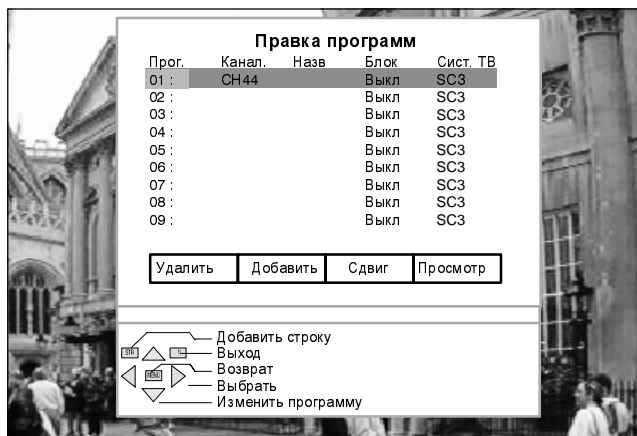 Правка программ
Прог. Канал. Назв Блок Сист. ТВ
01 : CH44 Выкл SC3
02 : Выкл SC3
03 : Выкл SC3
04 : Выкл SC3
05 : Выкл SC3
06 : Выкл SC3
07 : Выкл SC3
08 : Выкл SC3
09 : Выкл SC3
Удалить Добавить Сдвиг Просмотр
Добавить строку
STR
Выход
Возврат
MENU
Выбрать
Изменить программу